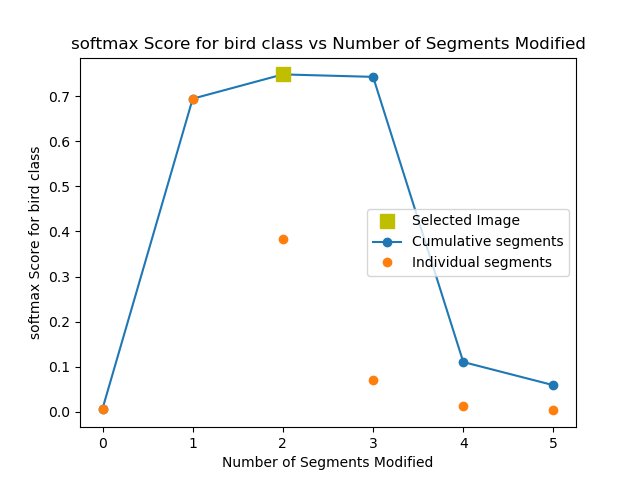 softmax Score for bird class vs Number of Segments Modified
0.7
0.6
0.5
0.4
0.3
0.2
0.1
0.0
softmax Score for bird class
Selected Image
Cumulative segments
Individual segments
0 1 2 3 4 5
Number of Segments Modified